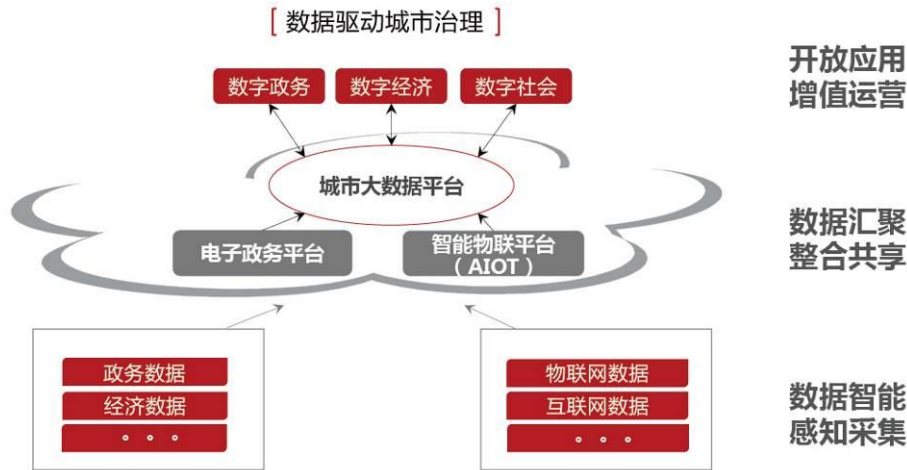 [ 数据驱动城市治理 ]
数字政务
数字经济
数字社会
开放应用
增值运营
城市大数据平台
电子政务平台
智能物联平台
（AIOT）
数据汇聚
整合共享
政务数据
经济数据
。。。
物联网数据
互联网数据
。。。
数据智能
感知采集